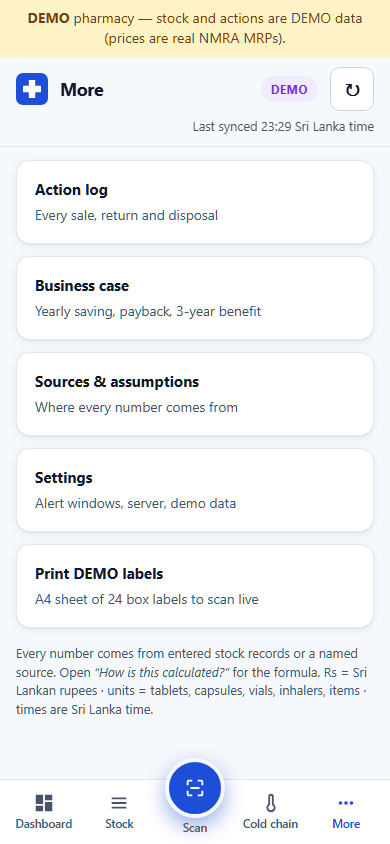 DEMO pharmacy — stock and actions are DEMO data
(prices are real NMRA MRPs).
More
DEMO
↻
Last synced 23:29 Sri Lanka time
Action log
Every sale, return and disposal
Business case
Yearly saving, payback, 3-year benefit
Sources & assumptions
Where every number comes from
Settings
Alert windows, server, demo data
Print DEMO labels
A4 sheet of 24 box labels to scan live
Every number comes from entered stock records or a named
source. Open “How is this calculated?” for the formula. Rs = Sri
Lankan rupees · units = tablets, capsules, vials, inhalers, items ·
times are Sri Lanka time.
Dashboard
Stock
Scan
Cold chain
More